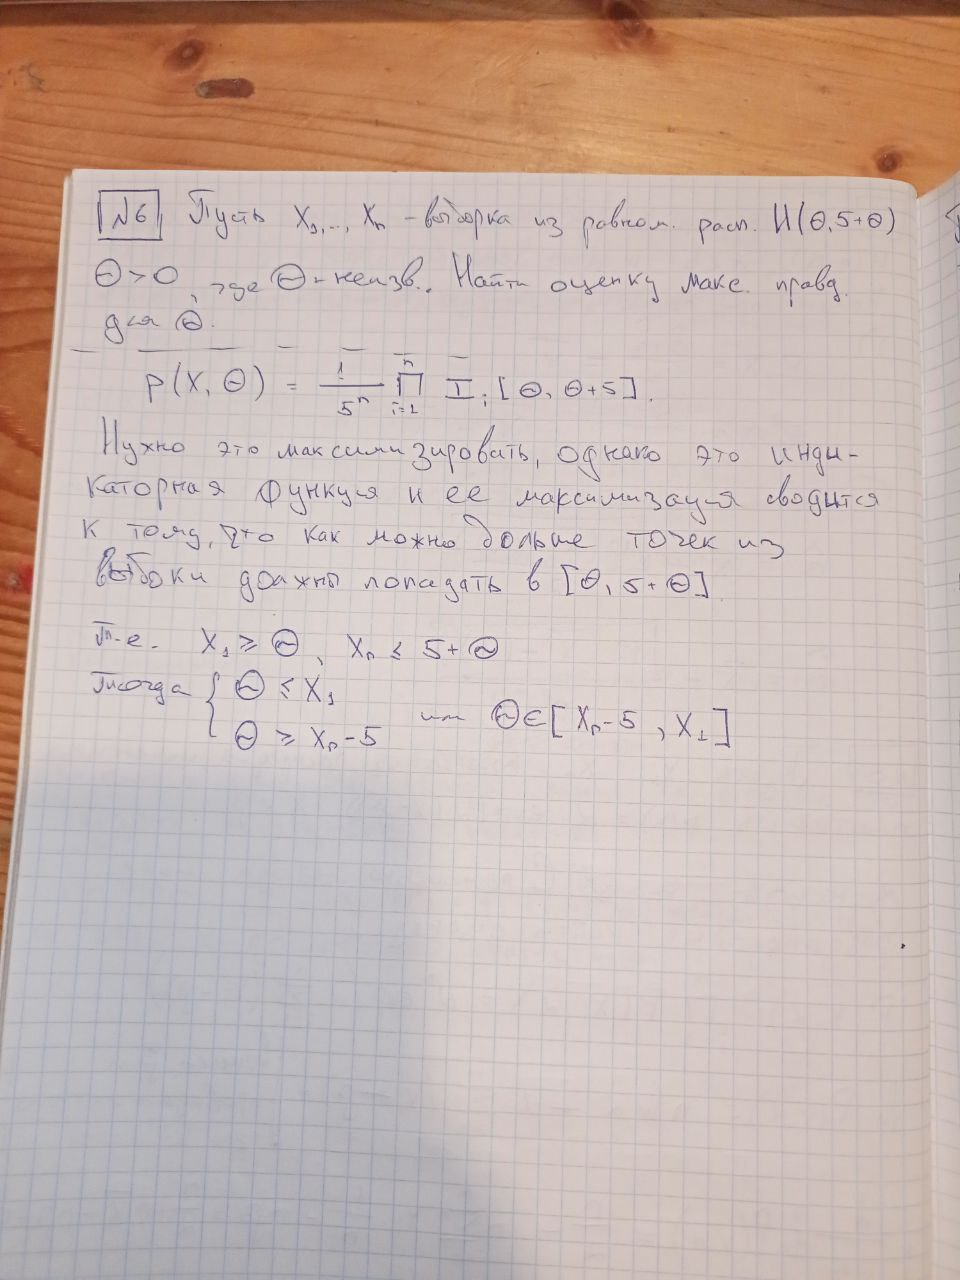 №6 Пусть X₁,.., Xₙ - выборка из равном. расп. U(θ, 5+θ)
θ > 0, где θ - неизв.. Найти оценку макс. правд.
для θ.
p(X, θ) = 1/5ⁿ ∏ᵢ₌₁ⁿ Iᵢ [θ, θ+5].
Нужно это максимизировать, однако это инди-
каторная функция и ее максимизация сводится
к тому, что как можно больше точек из
выбоки должны попадать в [θ, 5+θ]
Т.е. X₁ ≥ θ, Xₙ ≤ 5+θ
Тогда { θ ≤ X₁
θ ≥ Xₙ-5 или θ ∈ [Xₙ-5, X₁]